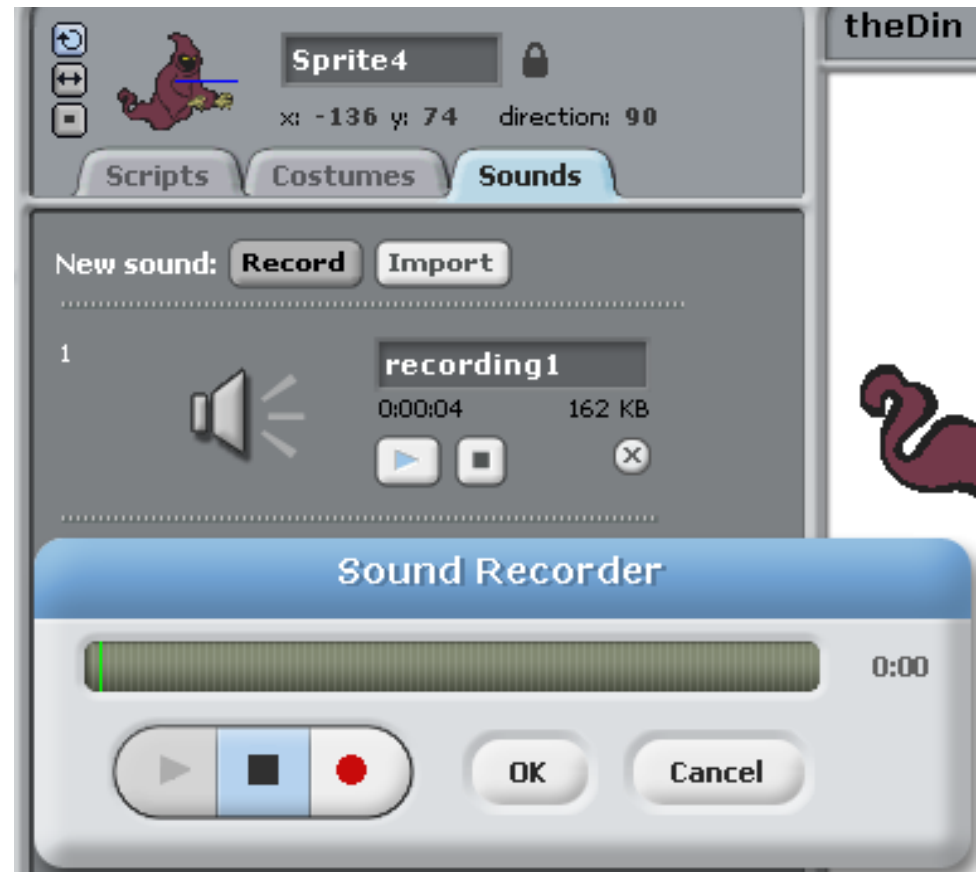 theDin
Sprite4
x: -136 y: 74 direction: 90
Scripts Costumes Sounds
New sound: Record Import
1
recording1
0:00:04 162 KB
Sound Recorder
0:00
OK Cancel